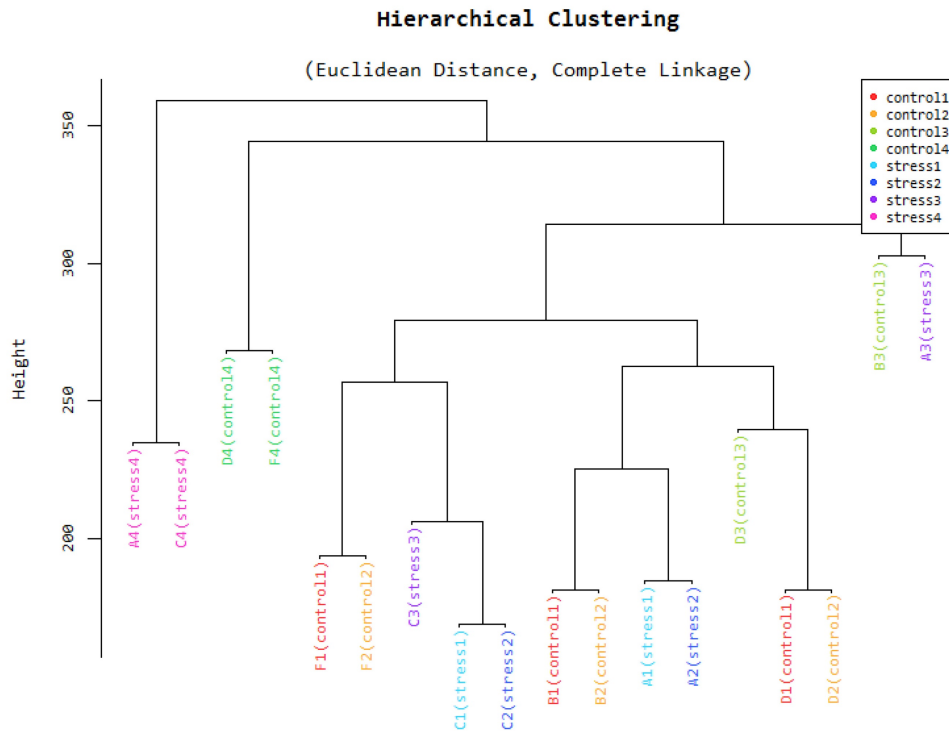 Hierarchical Clustering
(Euclidean Distance, Complete Linkage)
control1
control2
control3
control4
stress1
stress2
stress3
stress4
Height
350
300
250
200
A4(stress4)
C4(stress4)
D4(control4)
F4(control4)
F1(control1)
F2(control2)
C3(stress3)
C1(stress1)
C2(stress2)
B1(control1)
B2(control2)
A1(stress1)
A2(stress2)
D3(control3)
D1(control1)
D2(control2)
B3(control3)
A3(stress3)